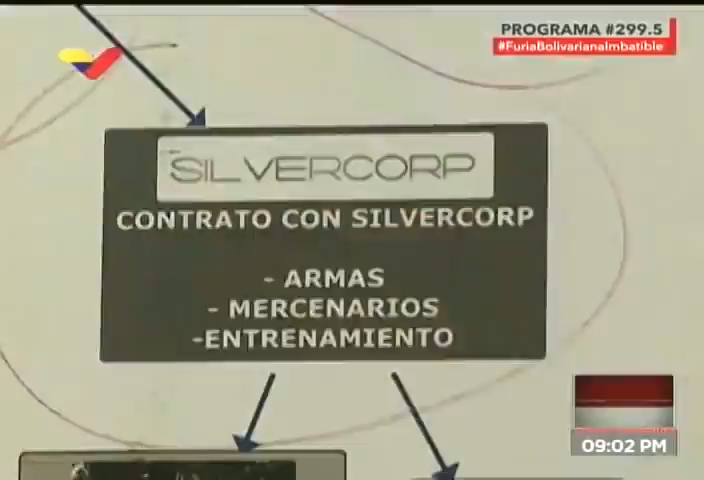 PROGRAMA #299.5
#FuriaBolivarianaImbatible
SILVERCORP
CONTRATO CON SILVERCORP
- ARMAS
- MERCENARIOS
-ENTRENAMIENTO
09:02 PM